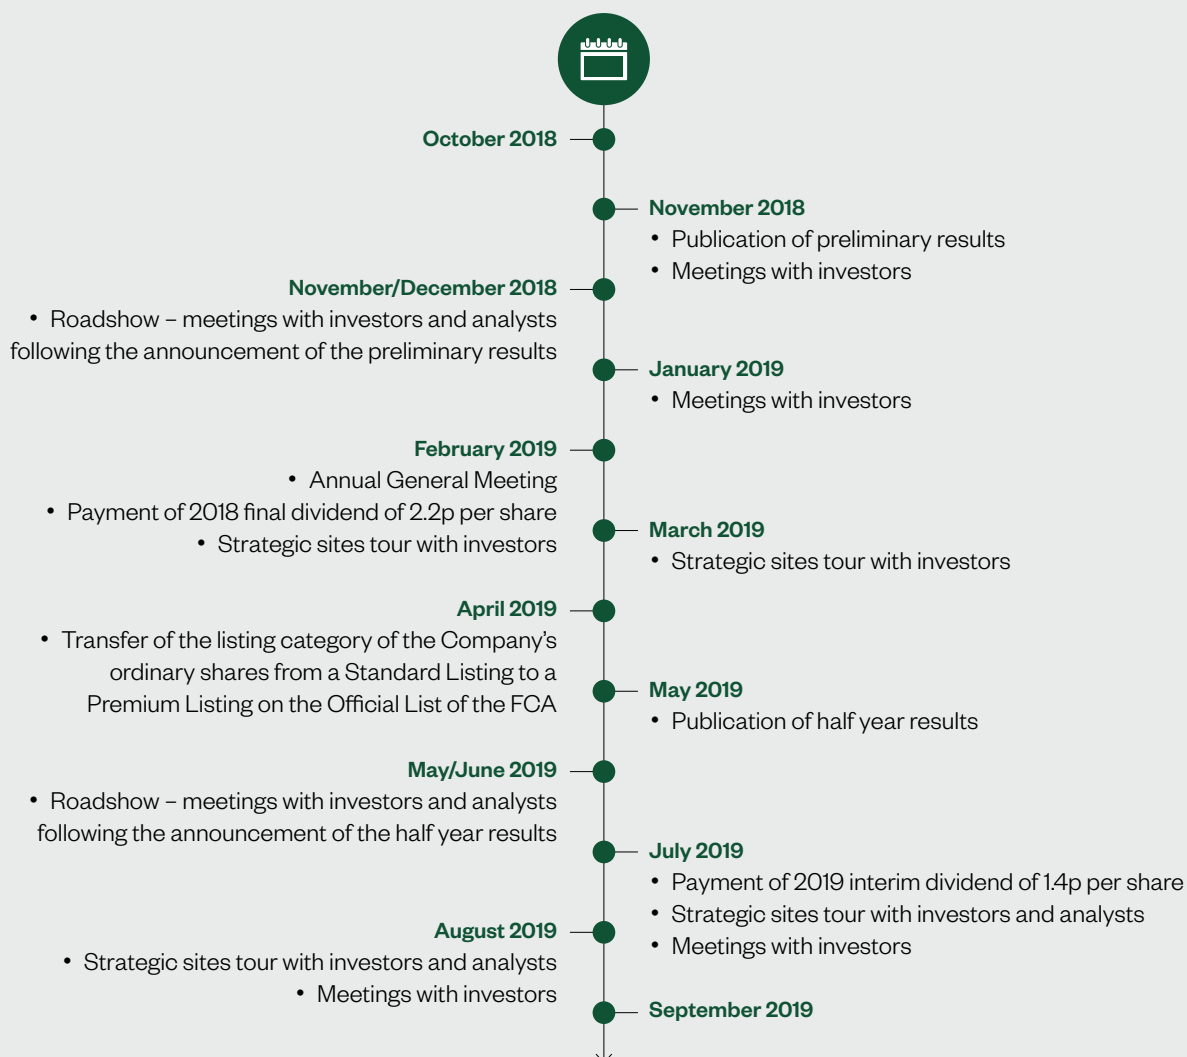 October 2018
November 2018
• Publication of preliminary results
• Meetings with investors
November/December 2018
• Roadshow – meetings with investors and analysts
following the announcement of the preliminary results
January 2019
• Meetings with investors
February 2019
• Annual General Meeting
• Payment of 2018 final dividend of 2.2p per share
• Strategic sites tour with investors
March 2019
• Strategic sites tour with investors
April 2019
• Transfer of the listing category of the Company’s
ordinary shares from a Standard Listing to a
Premium Listing on the Official List of the FCA
May 2019
• Publication of half year results
May/June 2019
• Roadshow – meetings with investors and analysts
following the announcement of the half year results
July 2019
• Payment of 2019 interim dividend of 1.4p per share
• Strategic sites tour with investors and analysts
• Meetings with investors
August 2019
• Strategic sites tour with investors and analysts
• Meetings with investors
September 2019